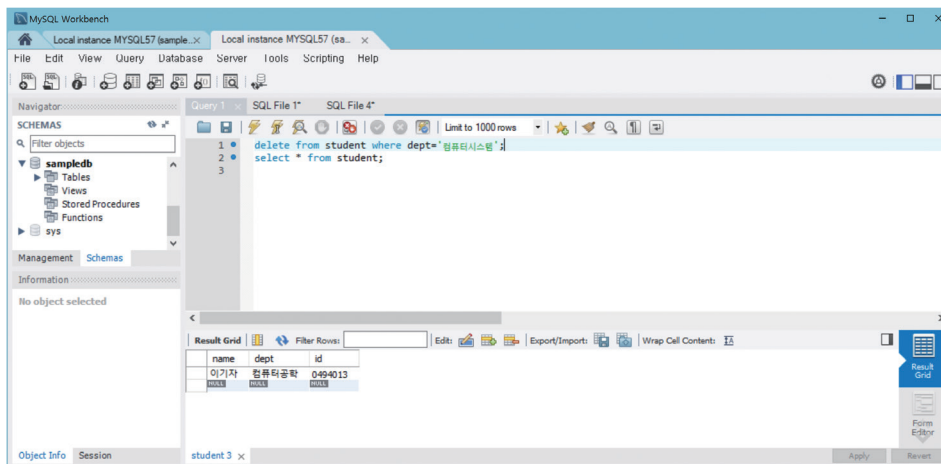 MySQL Workbench
Local instance MYSQL57 (sample...
Local instance MYSQL57 (sa...
File Edit View Query Database Server Tools Scripting Help
Navigator
SCHEMAS
Filter objects
sampledb
Tables
Views
Stored Procedures
Functions
sys
Management Schemas
Information
No object selected
Query 1 SQL File 1* SQL File 4*
Limit to 1000 rows
1 delete from student where dept='컴퓨터시스템';
2 select * from student;
3
Result Grid Filter Rows: Edit: Export/Import: Wrap Cell Content:
name dept id
이기자 컴퓨터공학 0494013
NULL NULL NULL
Result Grid
Form Editor
Object Info Session
student 3
Apply Revert